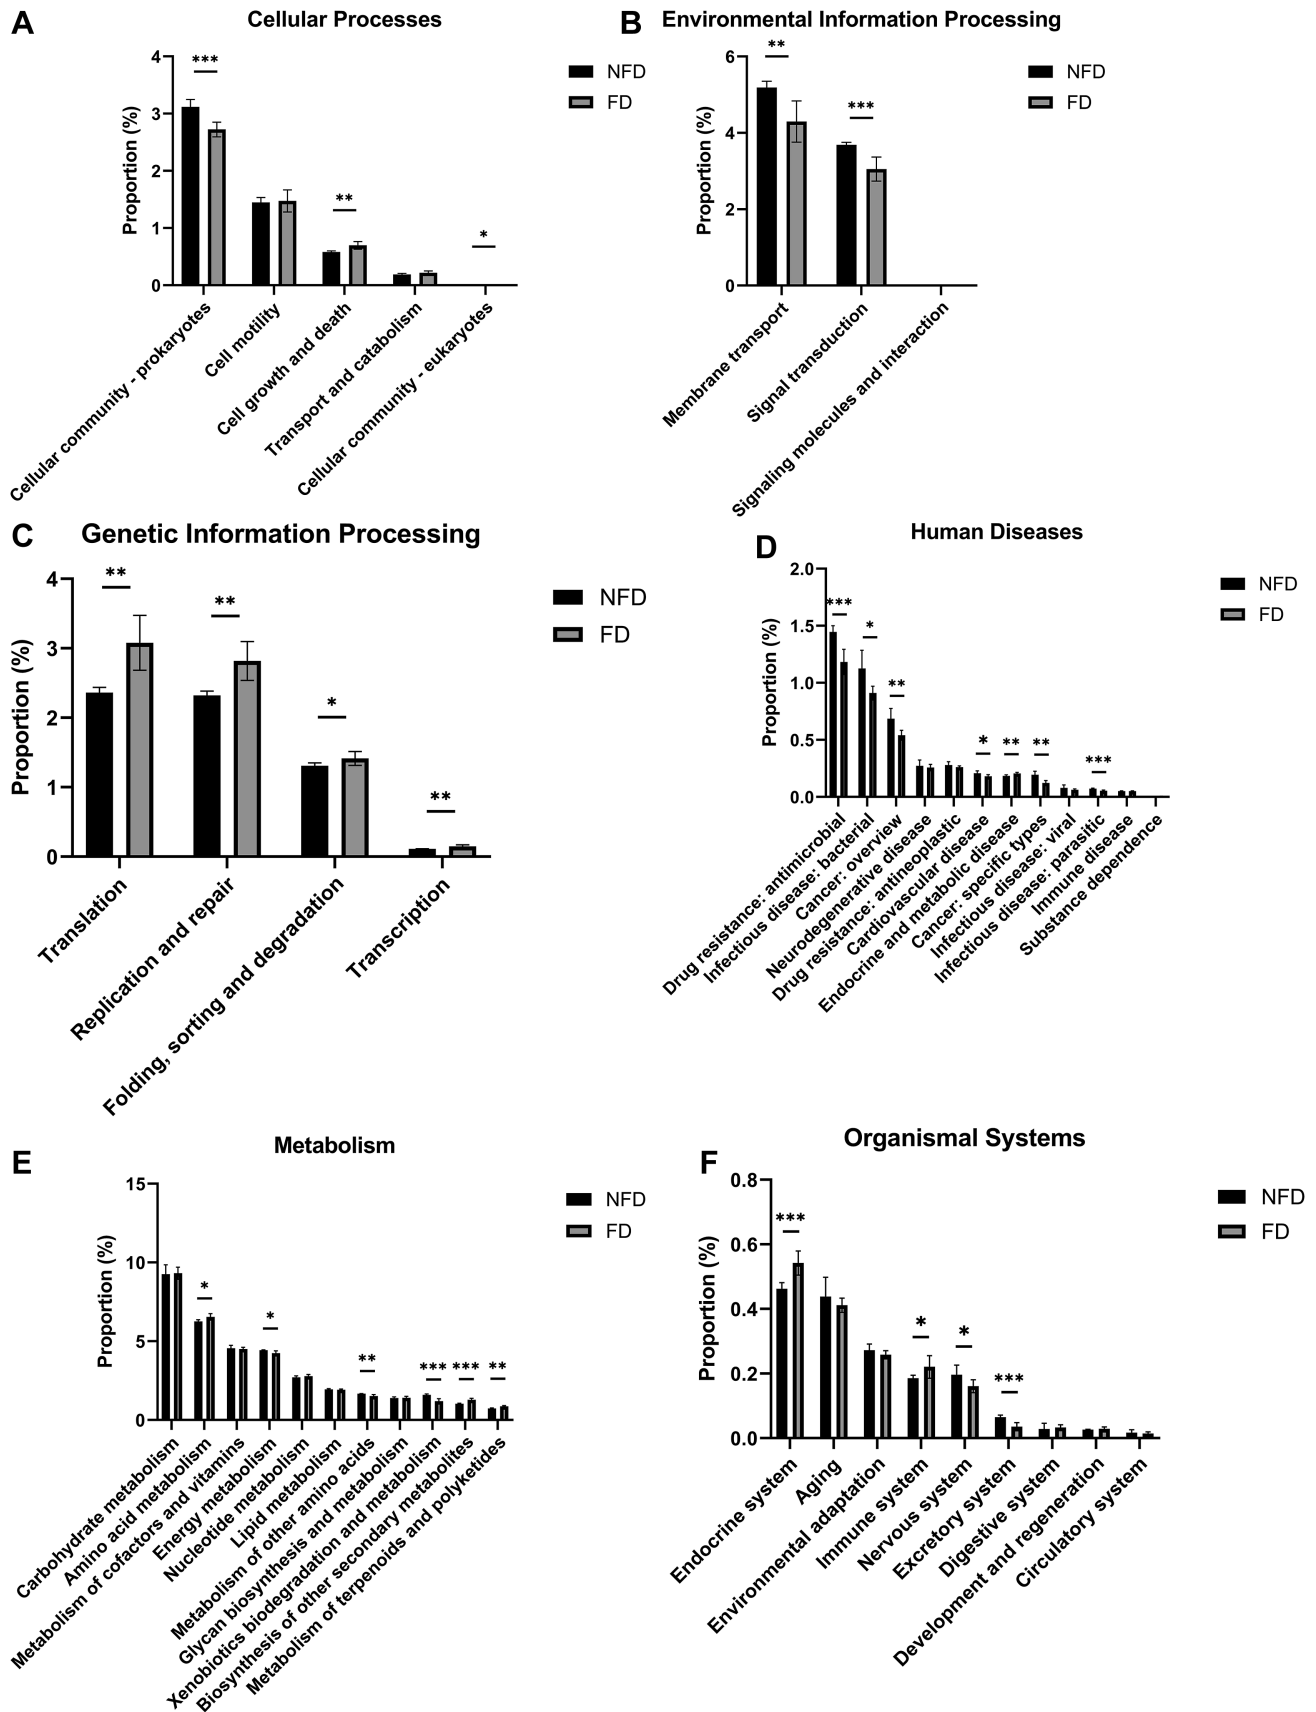 A
Cellular Processes
Proportion (%)
4
3
2
1
0
***
**
*
NFD
FD
Cellular community - prokaryotes
Cell motility
Cell growth and death
Transport and catabolism
Cellular community - eukaryotes
B
Environmental Information Processing
Proportion (%)
6
4
2
0
**
***
NFD
FD
Membrane transport
Signal transduction
Signaling molecules and interaction
C
Genetic Information Processing
Proportion (%)
4
3
2
1
0
**
**
*
**
NFD
FD
Translation
Replication and repair
Folding, sorting and degradation
Transcription
D
Human Diseases
Proportion (%)
2.0
1.5
1.0
0.5
0.0
***
*
**
*
**
**
***
NFD
FD
Drug resistance: antimicrobial
Infectious disease: bacterial
Cancer: overview
Neurodegenerative disease
Drug resistance: antineoplastic
Cardiovascular disease
Endocrine and metabolic disease
Cancer: specific types
Infectious disease: viral
Infectious disease: parasitic
Immune disease
Substance dependence
E
Metabolism
Proportion (%)
15
10
5
0
*
*
**
***
***
**
NFD
FD
Carbohydrate metabolism
Amino acid metabolism
Metabolism of cofactors and vitamins
Energy metabolism
Nucleotide metabolism
Lipid metabolism
Metabolism of other amino acids
Glycan biosynthesis and metabolism
Xenobiotics biodegradation and metabolism
Biosynthesis of other secondary metabolites
Metabolism of terpenoids and polyketides
F
Organismal Systems
Proportion (%)
0.8
0.6
0.4
0.2
0.0
***
*
*
***
NFD
FD
Endocrine system
Aging
Environmental adaptation
Immune system
Nervous system
Excretory system
Digestive system
Development and regeneration
Circulatory system